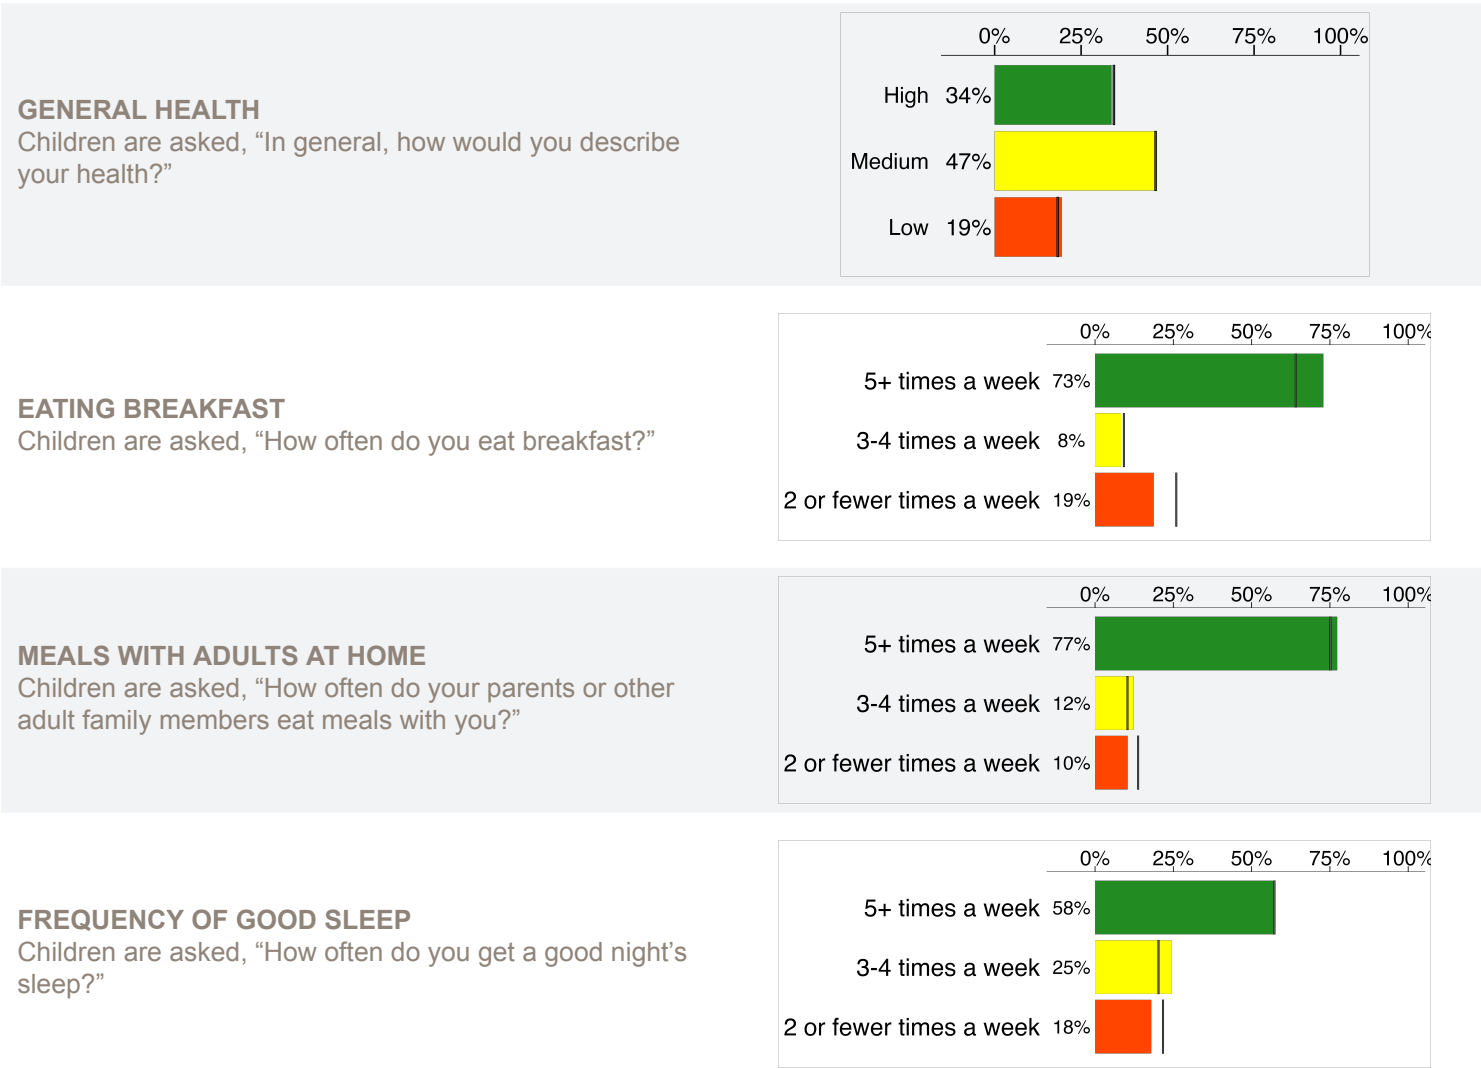 GENERAL HEALTH
Children are asked, “In general, how would you describe
your health?”
0% 25% 50% 75% 100%
High 34%
Medium 47%
Low 19%
EATING BREAKFAST
Children are asked, “How often do you eat breakfast?”
0% 25% 50% 75% 100%
5+ times a week 73%
3-4 times a week 8%
2 or fewer times a week 19%
MEALS WITH ADULTS AT HOME
Children are asked, “How often do your parents or other
adult family members eat meals with you?”
0% 25% 50% 75% 100%
5+ times a week 77%
3-4 times a week 12%
2 or fewer times a week 10%
FREQUENCY OF GOOD SLEEP
Children are asked, “How often do you get a good night’s
sleep?”
0% 25% 50% 75% 100%
5+ times a week 58%
3-4 times a week 25%
2 or fewer times a week 18%